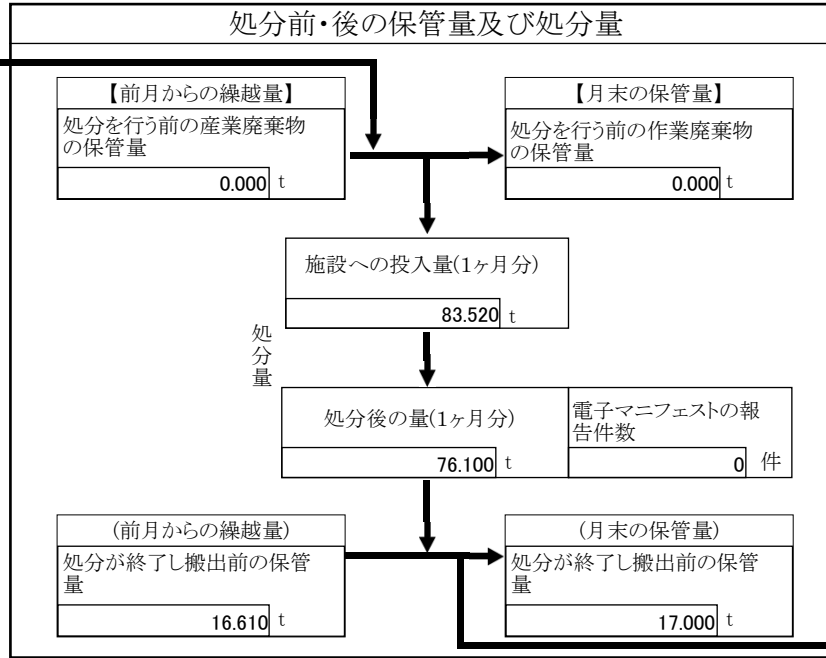 処分前・後の保管量及び処分量
【前月からの繰越量】
処分を行う前の産業廃棄物
の保管量
0.000 t
【月末の保管量】
処分を行う前の作業廃棄物
の保管量
0.000 t
施設への投入量(1ヶ月分)
83.520 t
処
分
量
処分後の量(1ヶ月分)
76.100 t
電子マニフェストの報
告件数
0 件
(前月からの繰越量)
処分が終了し搬出前の保管
量
16.610 t
(月末の保管量)
処分が終了し搬出前の保管
量
17.000 t